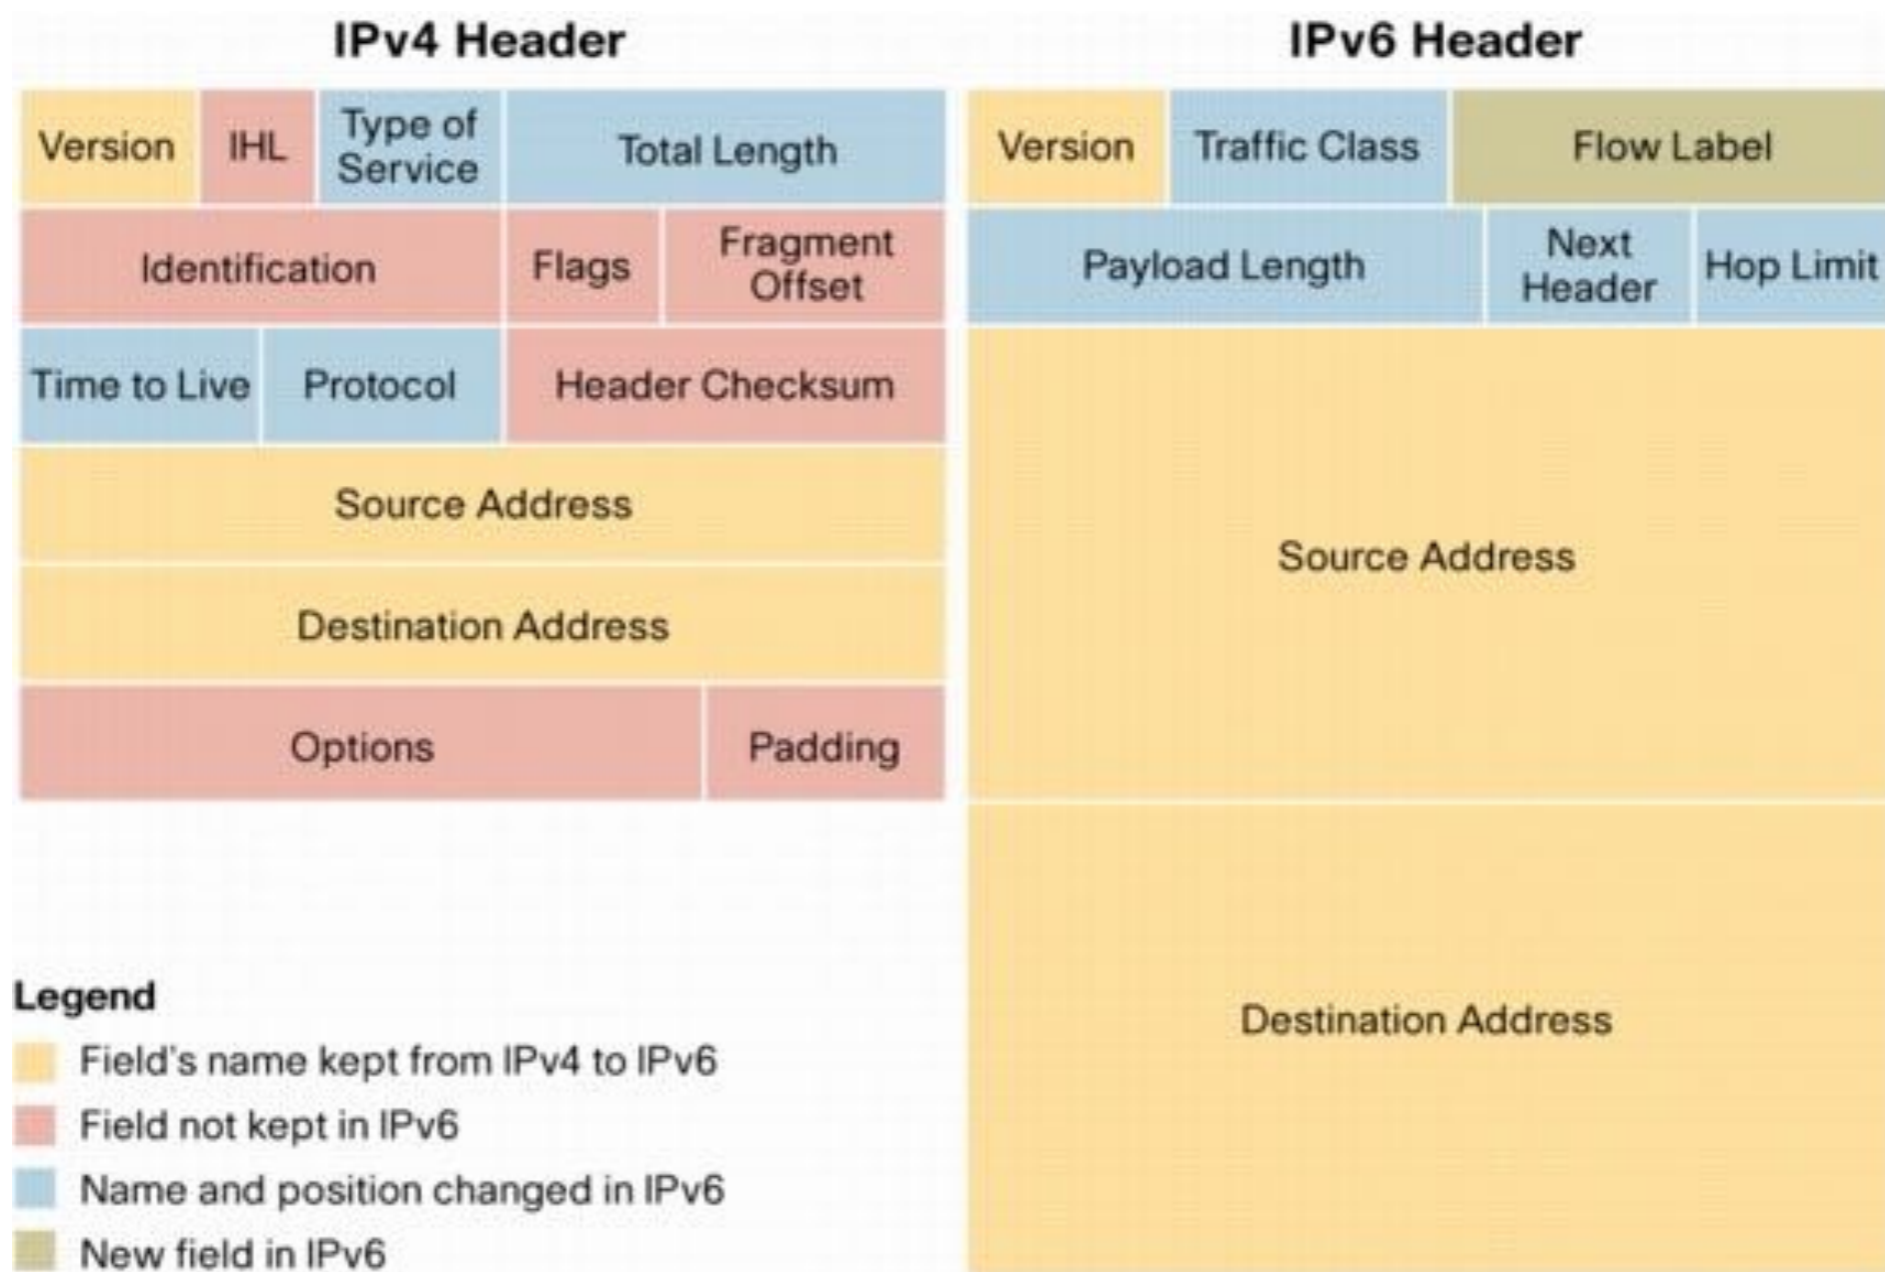 IPv4 Header
Version IHL Type of Service Total Length
Identification Flags Fragment Offset
Time to Live Protocol Header Checksum
Source Address
Destination Address
Options Padding
IPv6 Header
Version Traffic Class Flow Label
Payload Length Next Header Hop Limit
Source Address
Destination Address
Legend
Field's name kept from IPv4 to IPv6
Field not kept in IPv6
Name and position changed in IPv6
New field in IPv6